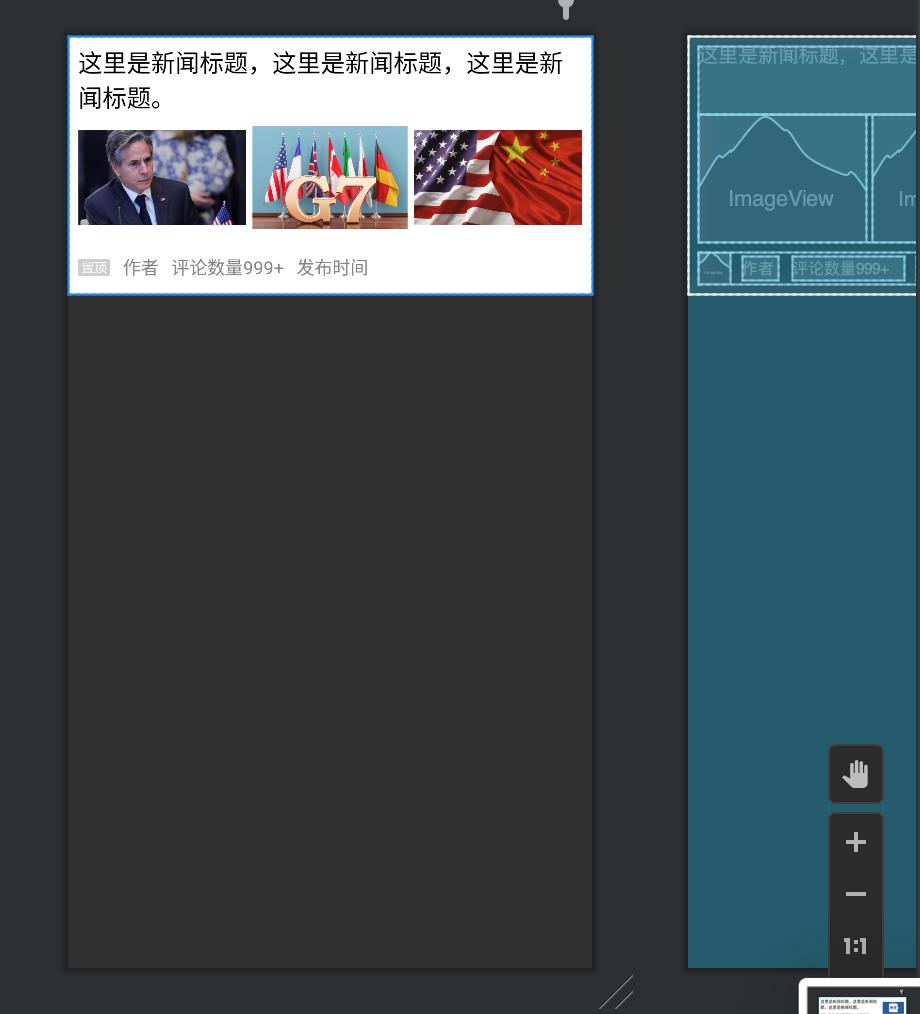 这里是新闻标题，这里是新闻标题，这里是新
闻标题。
G7
置顶 作者 评论数量999+ 发布时间
这里是新闻标题，这里是
ImageView
Im
作者 评论数量999+
1:1